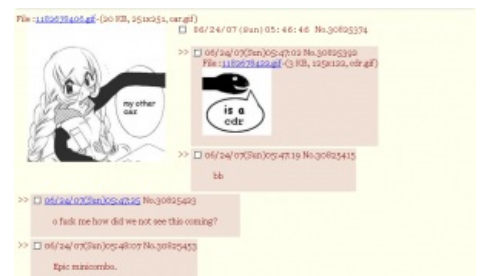 File :1182678406.gif-(20 KB, 251x251, car.gif)
06/24/07(Sun)05:46:46 No.30825374
my other
car
>> 06/24/07(Sun)05:47:02 No.30825392
File :1182678422.gif-(3 KB, 125x122, cdr.gif)
is a
cdr
>> 06/24/07(Sun)05:47:19 No.30825415
bb
>> 06/24/07(Sun)05:47:25 No.30825423
o fuck me how did we not see this coming?
>> 06/24/07(Sun)05:48:07 No.30825453
Epic minicombo.